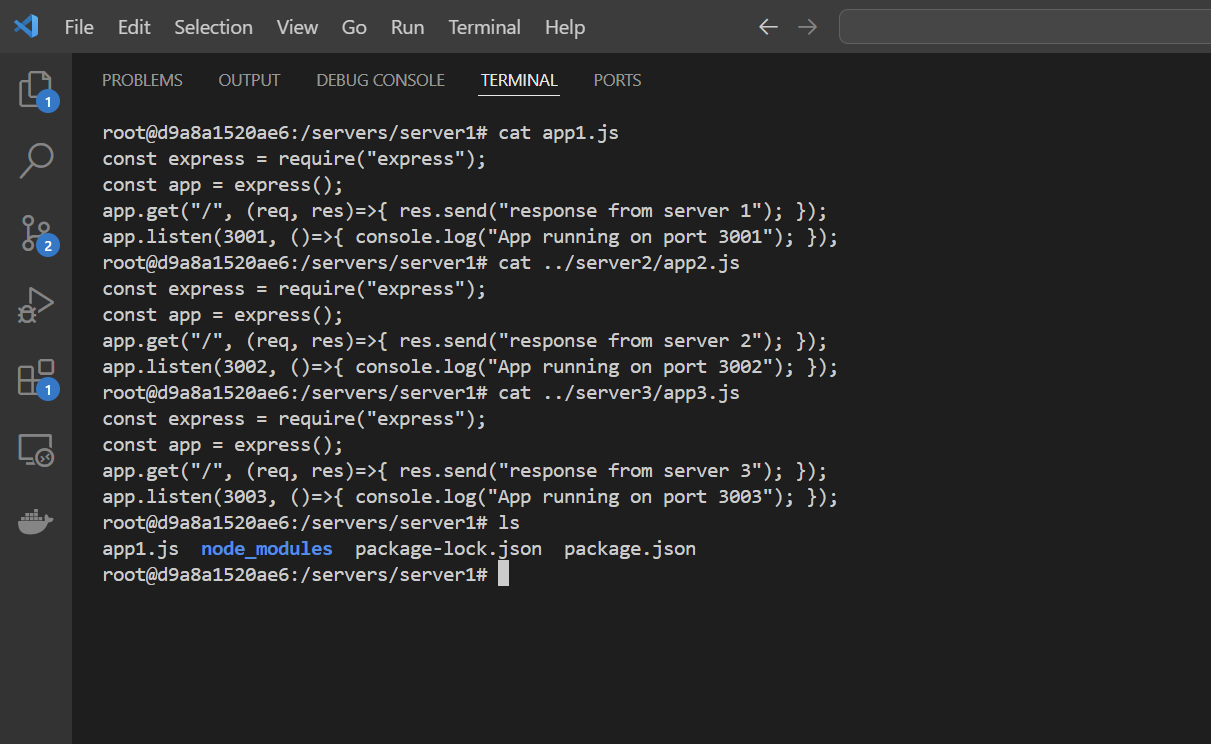 File Edit Selection View Go Run Terminal Help
PROBLEMS OUTPUT DEBUG CONSOLE TERMINAL PORTS
1
2
1
root@d9a8a1520ae6:/servers/server1# cat app1.js
const express = require("express");
const app = express();
app.get("/", (req, res)=>{ res.send("response from server 1"); });
app.listen(3001, ()=>{ console.log("App running on port 3001"); });
root@d9a8a1520ae6:/servers/server1# cat ../server2/app2.js
const express = require("express");
const app = express();
app.get("/", (req, res)=>{ res.send("response from server 2"); });
app.listen(3002, ()=>{ console.log("App running on port 3002"); });
root@d9a8a1520ae6:/servers/server1# cat ../server3/app3.js
const express = require("express");
const app = express();
app.get("/", (req, res)=>{ res.send("response from server 3"); });
app.listen(3003, ()=>{ console.log("App running on port 3003"); });
root@d9a8a1520ae6:/servers/server1# ls
app1.js node_modules package-lock.json package.json
root@d9a8a1520ae6:/servers/server1#